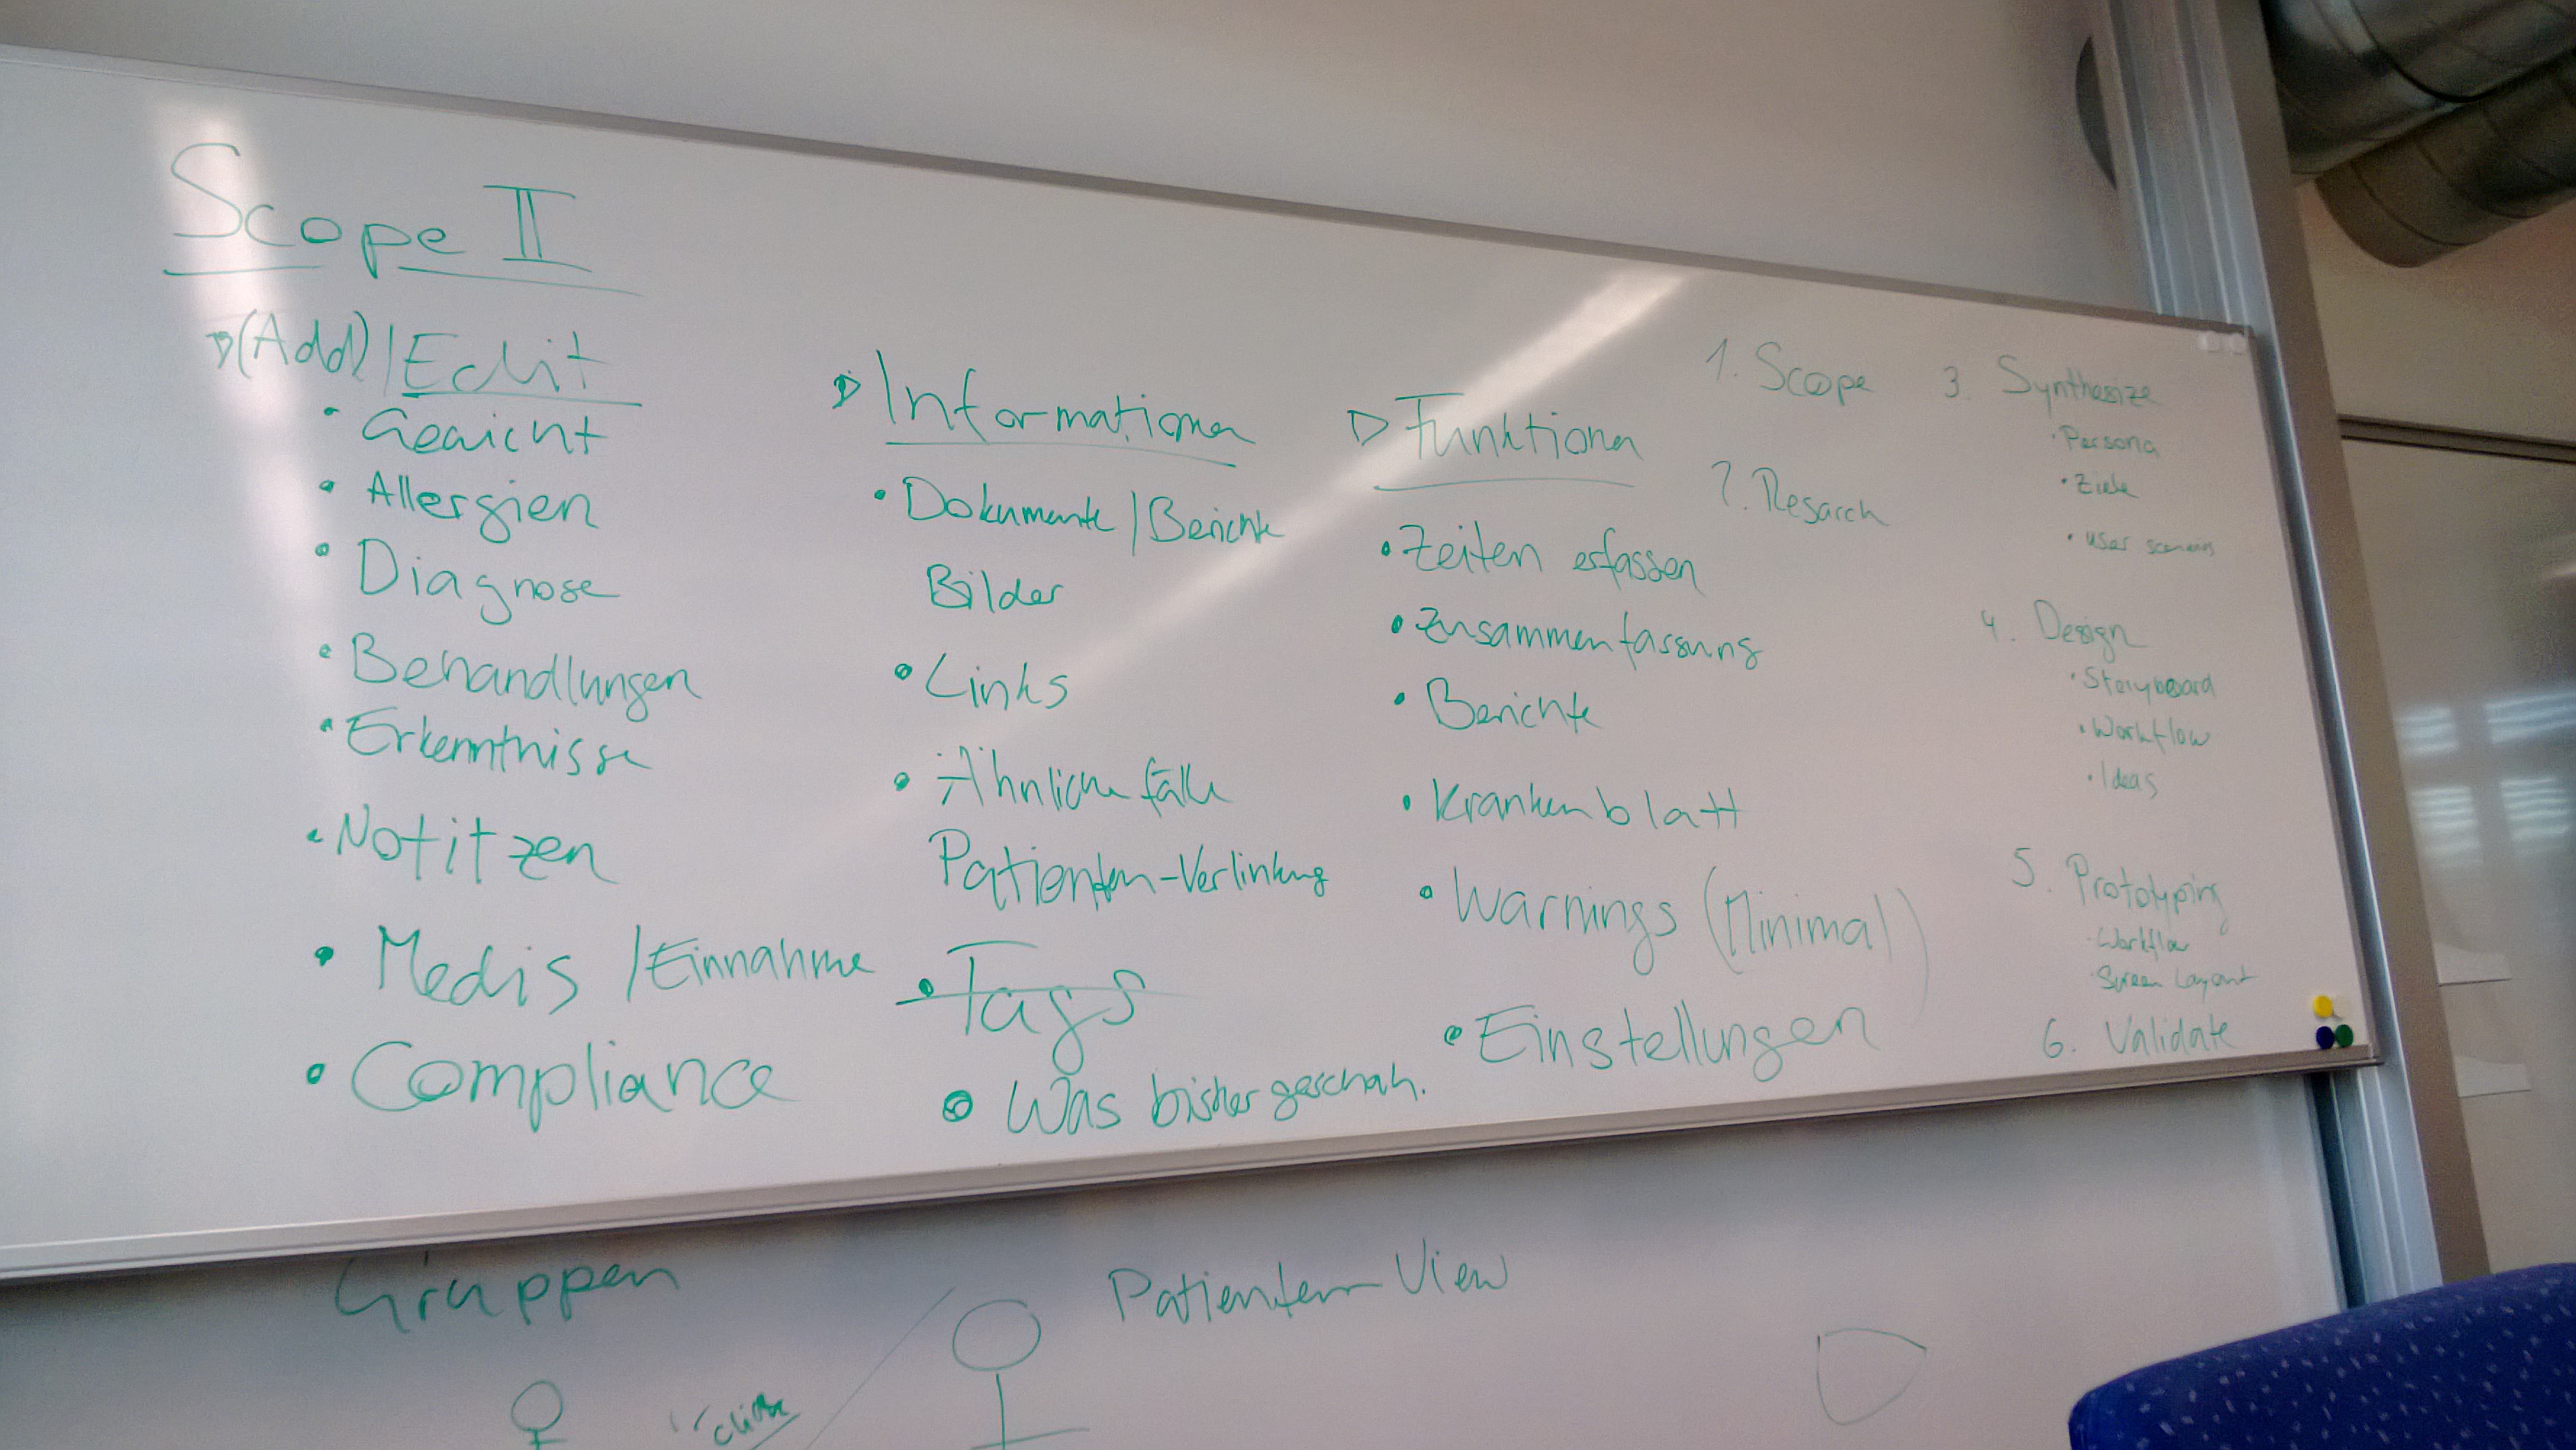 Scope II
(Add)/Edit
• Gewicht
• Allergien
• Diagnose
• Behandlungen
• Erkenntnisse
• Notitzen
• Medis / Einnahme
• Compliance
Informationen
• Dokumente / Berichte
Bilder
• Links
• Ähnliche fälle
Patienten-Verlinkung
• Tags
• Was bisher geschah.
Funktionen
• Zeiten erfassen
• Zusammenfassung
• Berichte
• Krankenblatt
• Warnings (Minimal)
• Einstellungen
1. Scope
2. Resarch
3. Synthesize
• Persona
• Ziele
• user
4. Design
• Storyboard
• Workflow
• Ideas
5. Prototyping
• Workflow
• Screen Layout
6. Validate
Gruppen
Patienten View